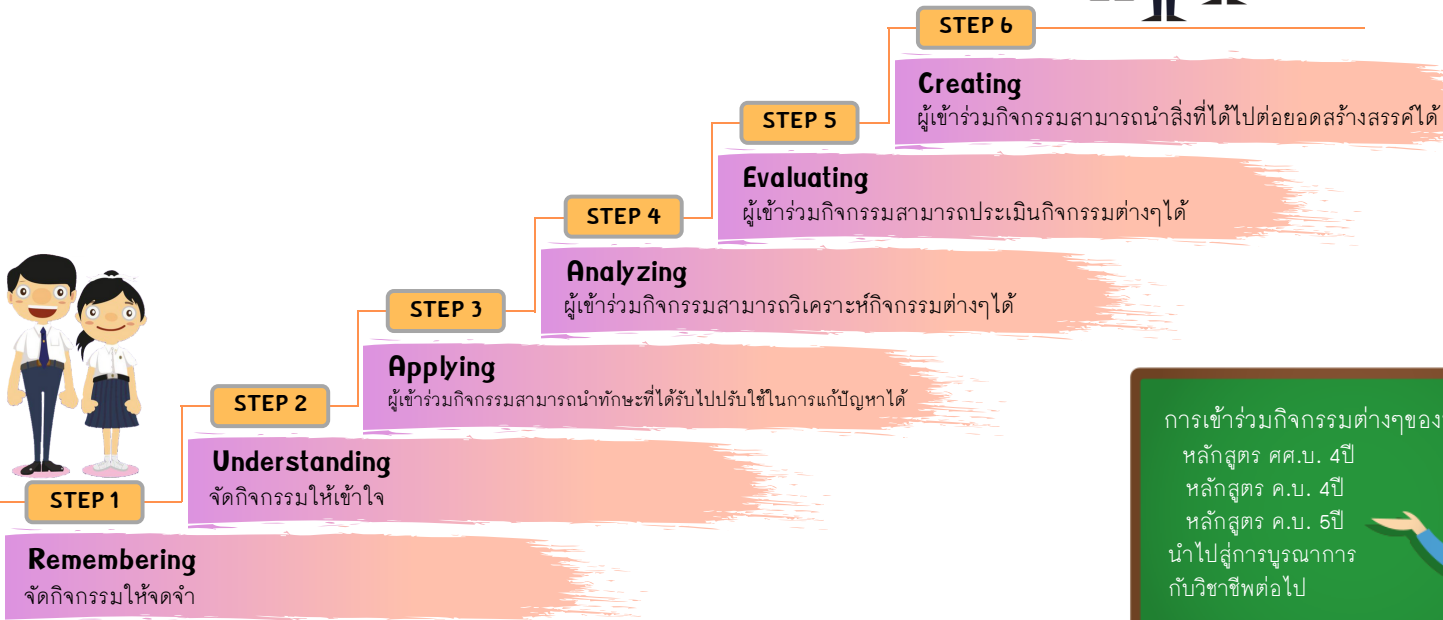 STEP 6
Creating
ผู้เข้าร่วมกิจกรรมสามารถนำสิ่งที่ได้ไปต่อยอดสร้างสรรค์ได้
STEP 5
Evaluating
ผู้เข้าร่วมกิจกรรมสามารถประเมินกิจกรรมต่างๆได้
STEP 4
Analyzing
ผู้เข้าร่วมกิจกรรมสามารถวิเคราะห์กิจกรรมต่างๆได้
STEP 3
Applying
ผู้เข้าร่วมกิจกรรมสามารถนำทักษะที่ได้รับไปปรับใช้ในการแก้ปัญหาได้
STEP 2
Understanding
จัดกิจกรรมให้เข้าใจ
STEP 1
Remembering
จัดกิจกรรมให้จดจำ
การเข้าร่วมกิจกรรมต่างๆของ
หลักสูตร ศศ.บ. 4ปี
หลักสูตร ค.บ. 4ปี
หลักสูตร ค.บ. 5ปี
นำไปสู่การบูรณาการ
กับวิชาชีพต่อไป